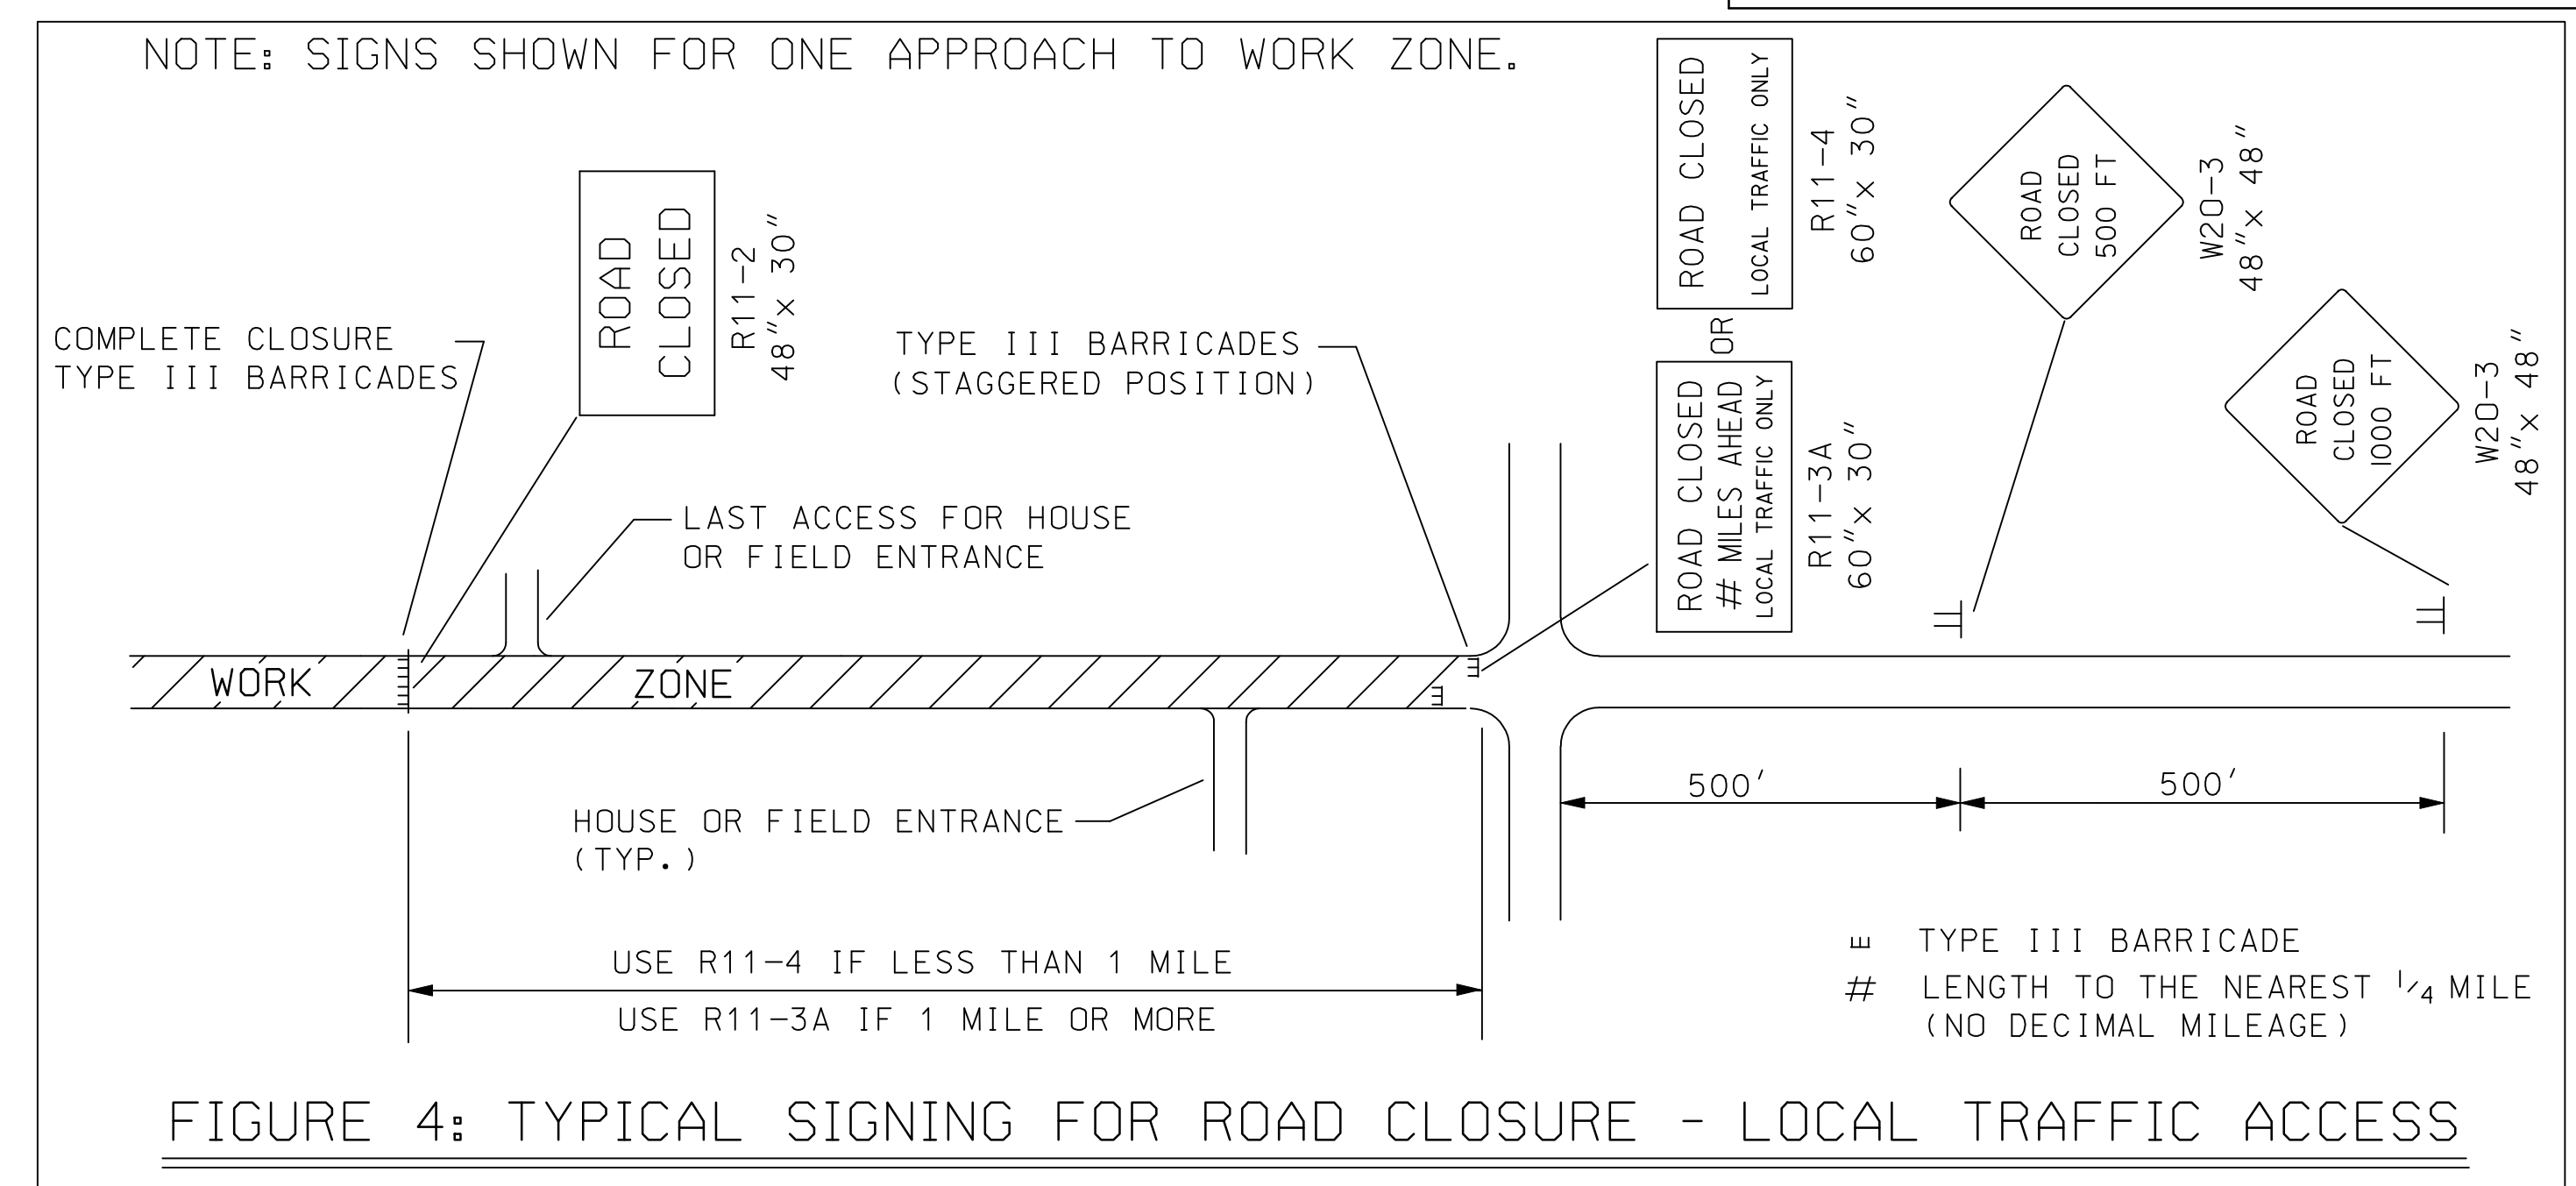 NOTE: SIGNS SHOWN FOR ONE APPROACH TO WORK ZONE.
COMPLETE CLOSURE
TYPE III BARRICADES
ROAD
CLOSED
R11-2
48"x 30"
LAST ACCESS FOR HOUSE
OR FIELD ENTRANCE
TYPE III BARRICADES
(STAGGERED POSITION)
ROAD CLOSED
LOCAL TRAFFIC ONLY
R11-4
60"x 30"
OR
ROAD CLOSED
# MILES AHEAD
LOCAL TRAFFIC ONLY
R11-3A
60"x 30"
ROAD
CLOSED
500 FT
W20-3
48"x 48"
ROAD
CLOSED
1000 FT
W20-3
48"x 48"
WORK ZONE
HOUSE OR FIELD ENTRANCE
(TYP.)
500'
500'
USE R11-4 IF LESS THAN 1 MILE
USE R11-3A IF 1 MILE OR MORE
TYPE III BARRICADE
# LENGTH TO THE NEAREST 1/4 MILE
(NO DECIMAL MILEAGE)
FIGURE 4: TYPICAL SIGNING FOR ROAD CLOSURE - LOCAL TRAFFIC ACCESS